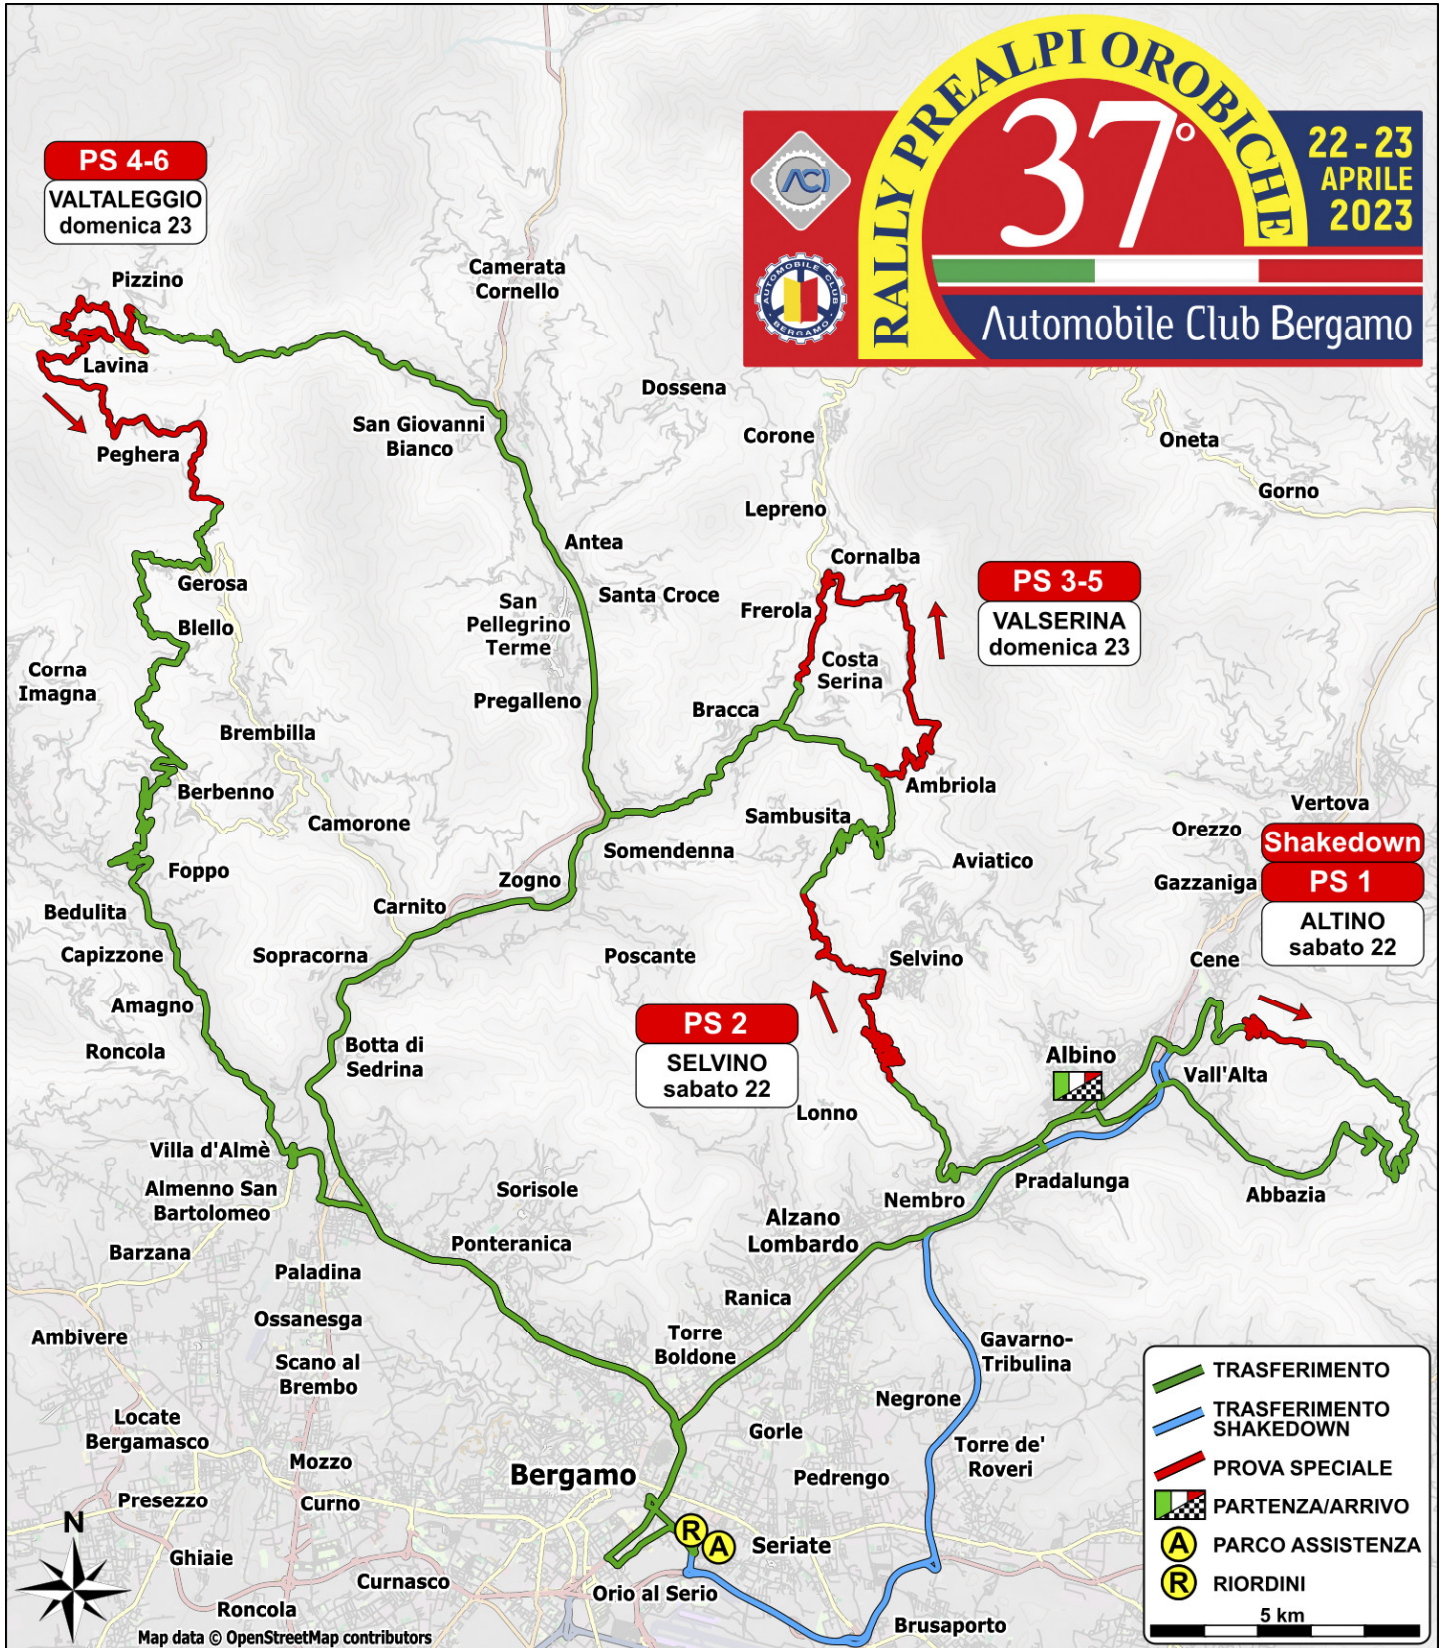 RALLY PREALPI OROBICHE
37°
22 - 23
APRILE
2023
ACI
AUTOMOBILE CLUB
BERGAMO
Automobile Club Bergamo
PS 4-6
VALTALEGGIO
domenica 23
Pizzino
Camerata
Cornello
Lavina
Dossena
San Giovanni
Bianco
Corone
Oneta
Peghera
Gorno
Lepreno
Antea
Cornalba
Gerosa
Santa Croce
San
Pellegrino
Terme
Frerola
PS 3-5
VALSERINA
domenica 23
Blello
Corna
Imagna
Costa
Serina
Pregalleno
Bracca
Brembilla
Berbenno
Ambriola
Vertova
Camorone
Sambusita
Orezzo
Somendenna
Aviatico
Shakedown
PS 1
ALTINO
sabato 22
Foppo
Zogno
Gazzaniga
Bedulita
Carnito
Capizzone
Sopracorna
Poscante
Selvino
Cene
Amagno
PS 2
SELVINO
sabato 22
Roncola
Botta di
Sedrina
Albino
Vall'Alta
Lonno
Villa d'Almè
Almenno San
Bartolomeo
Sorisole
Nembro
Pradalunga
Abbazia
Alzano
Lombardo
Barzana
Ponteranica
Paladina
Ranica
Ossanesga
Ambivere
Torre
Boldone
Gavarno-
Tribulina
Scano al
Brembo
Negrone
Locate
Bergamasco
Gorle
Torre de'
Roveri
Mozzo
Bergamo
Pedrengo
Presezzo
Curno
N
R
A
Seriate
Ghiaie
Curnasco
Orio al Serio
Roncola
Brusaporto
Map data © OpenStreetMap contributors
TRASFERIMENTO
TRASFERIMENTO
SHAKEDOWN
PROVA SPECIALE
PARTENZA/ARRIVO
A PARCO ASSISTENZA
R RIORDINI
5 km